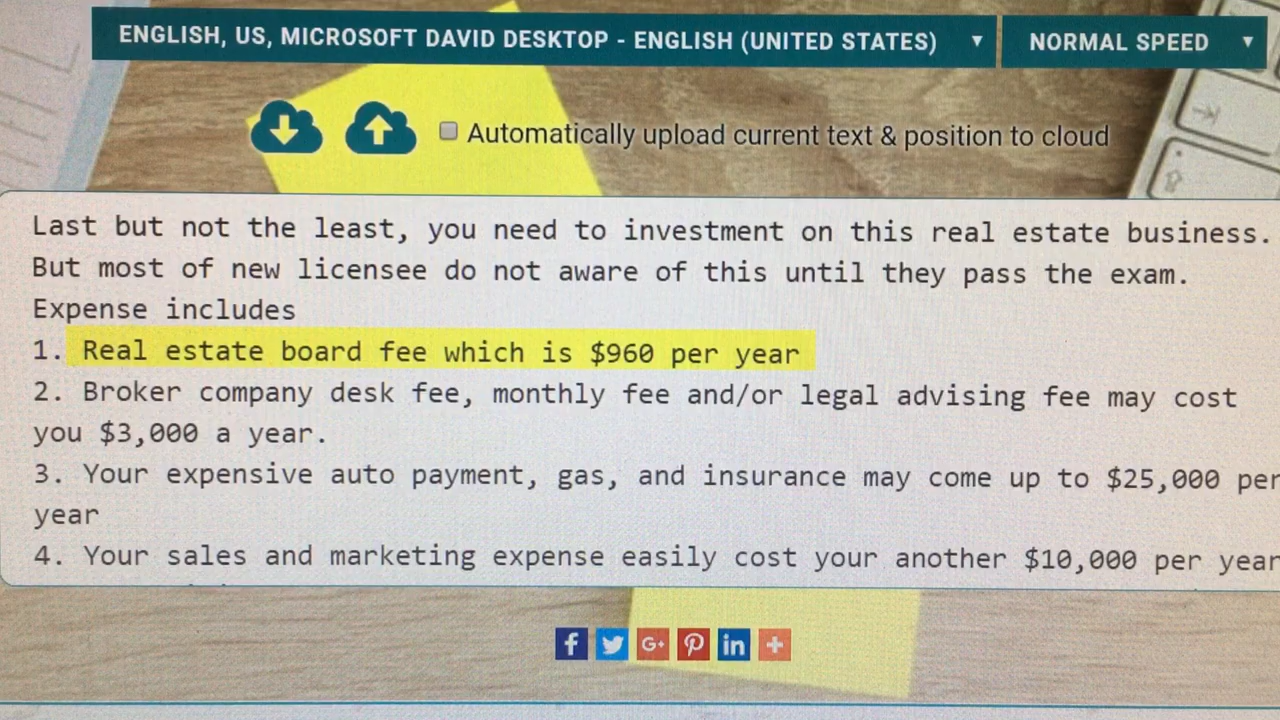 ENGLISH, US, MICROSOFT DAVID DESKTOP - ENGLISH (UNITED STATES)
NORMAL SPEED
Automatically upload current text & position to cloud
Last but not the least, you need to investment on this real estate business.
But most of new licensee do not aware of this until they pass the exam.
Expense includes
1. Real estate board fee which is $960 per year
2. Broker company desk fee, monthly fee and/or legal advising fee may cost
you $3,000 a year.
3. Your expensive auto payment, gas, and insurance may come up to $25,000 per
year
4. Your sales and marketing expense easily cost your another $10,000 per year
f G+ in